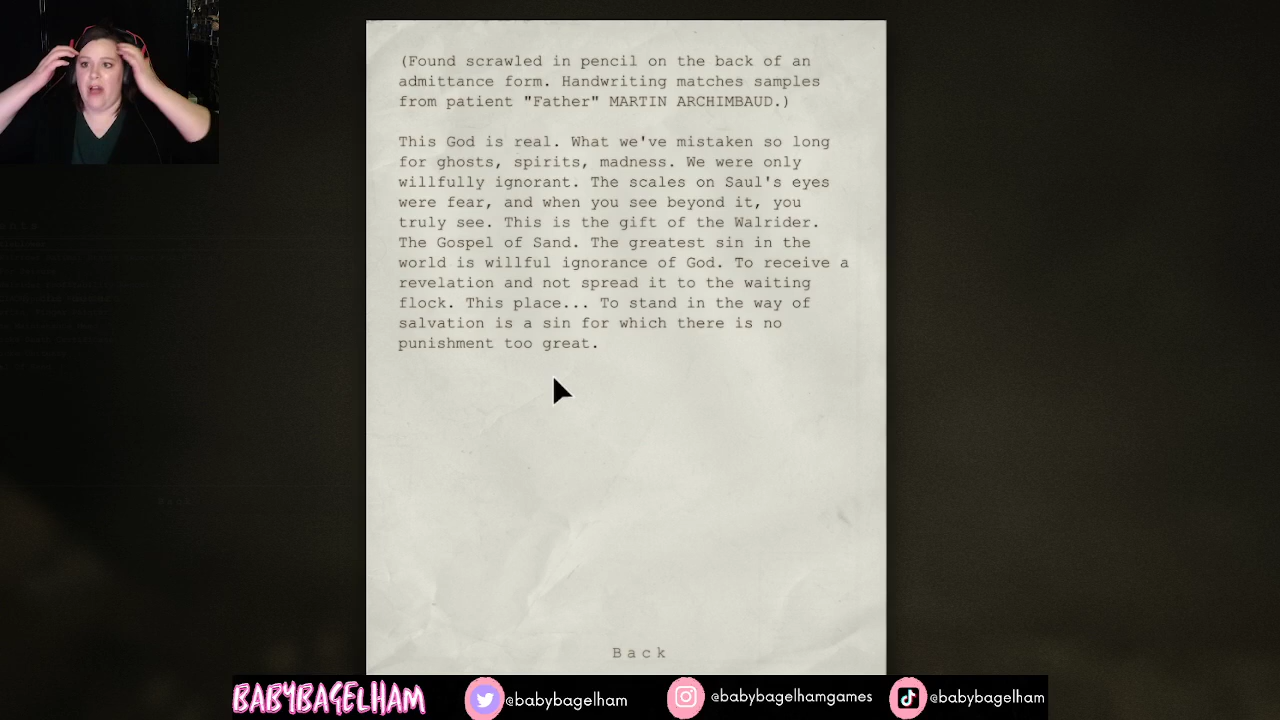 (Found scrawled in pencil on the back of an
admittance form. Handwriting matches samples
from patient "Father" MARTIN ARCHIMBAUD.)
This God is real. What we've mistaken so long
for ghosts, spirits, madness. We were only
willfully ignorant. The scales on Saul's eyes
were fear, and when you see beyond it, you
truly see. This is the gift of the Walrider.
The Gospel of Sand. The greatest sin in the
world is willful ignorance of God. To receive a
revelation and not spread it to the waiting
flock. This place... To stand in the way of
salvation is a sin for which there is no
punishment too great.
Back
BABYBAGELHAM @babybagelham @babybagelhamgames @babybagelham